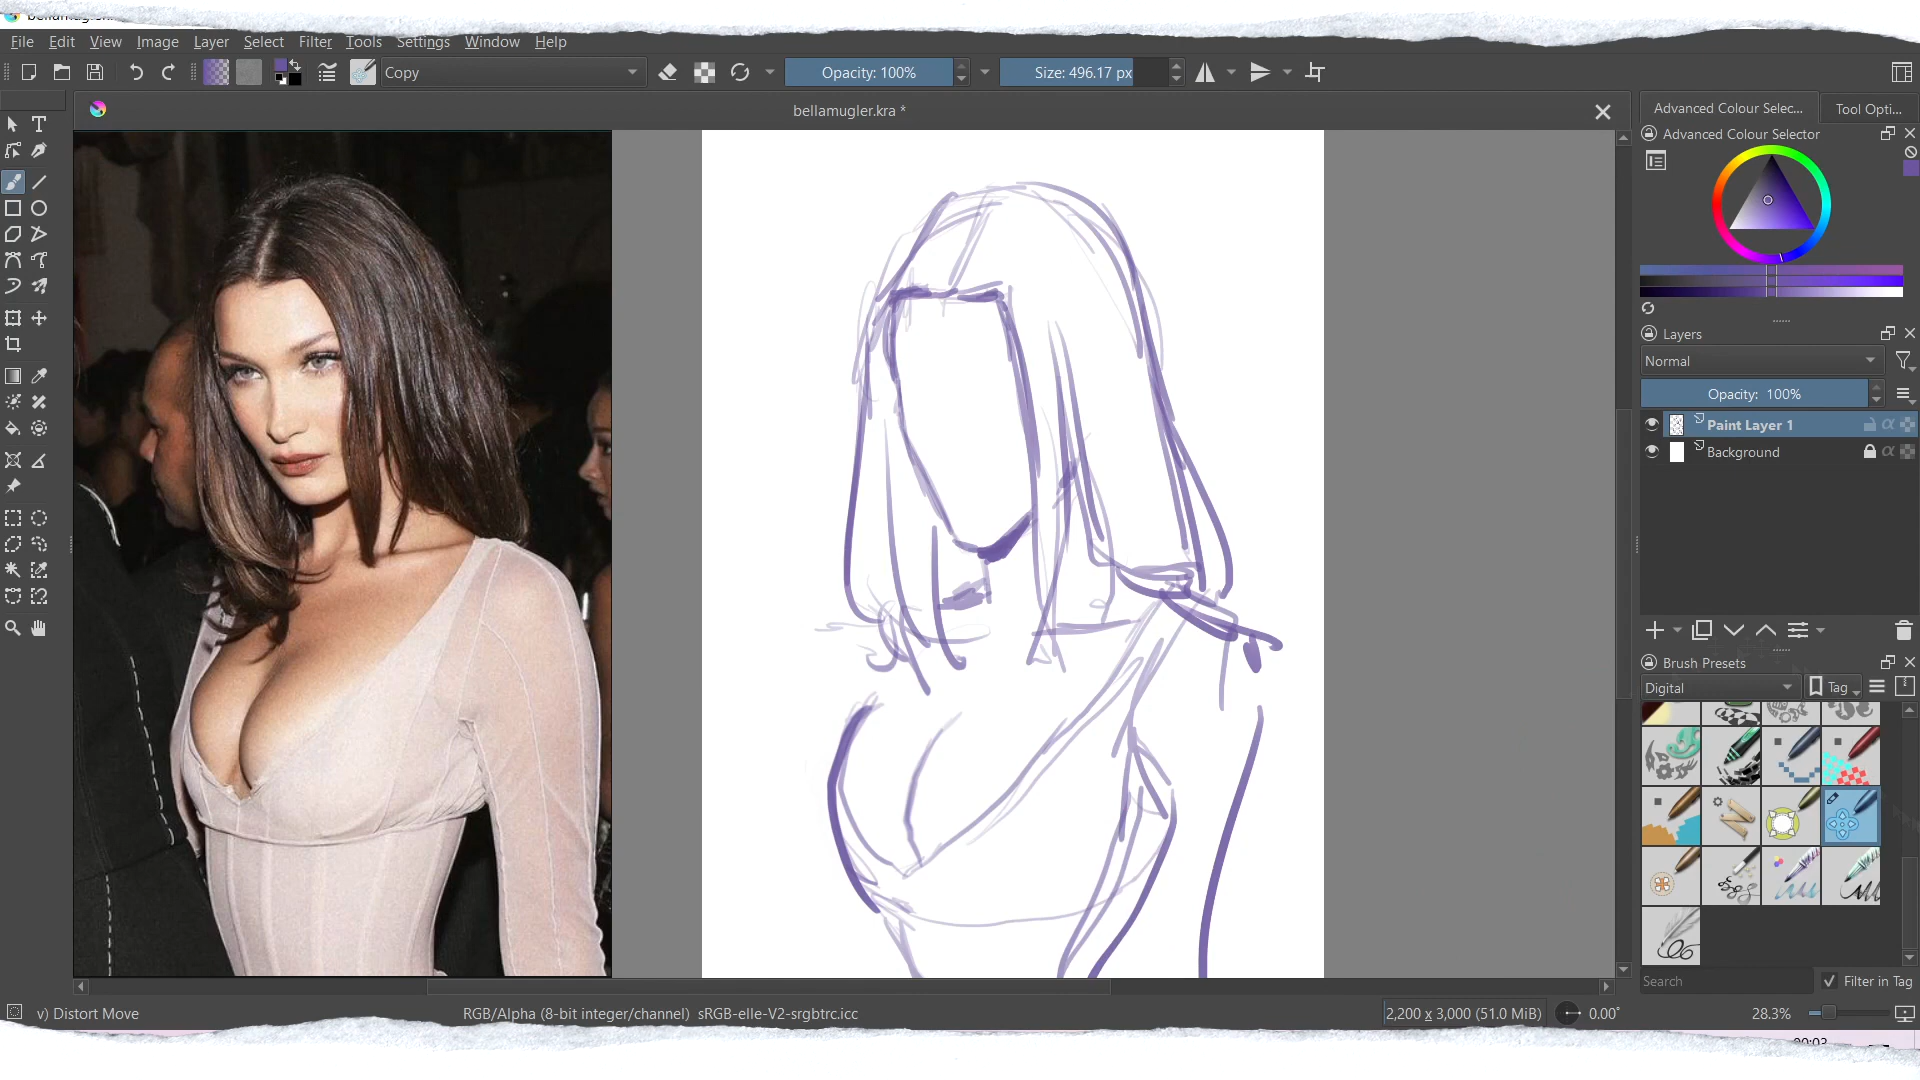 File Edit View Image Layer Select Filter Tools Settings Window Help
Copy
Opacity: 100%
Size: 496.17 px
bellamugler.kra *
Advanced Colour Selec...
Tool Opti...
Advanced Colour Selector
Layers
Normal
Opacity: 100%
Paint Layer 1
Background
Brush Presets
Digital
Tag
Search
Filter in Tag
v) Distort Move
RGB/Alpha (8-bit integer/channel) sRGB-elle-V2-srgbtrc.icc
2,200 x 3,000 (51.0 MiB)
0.00°
28.3%